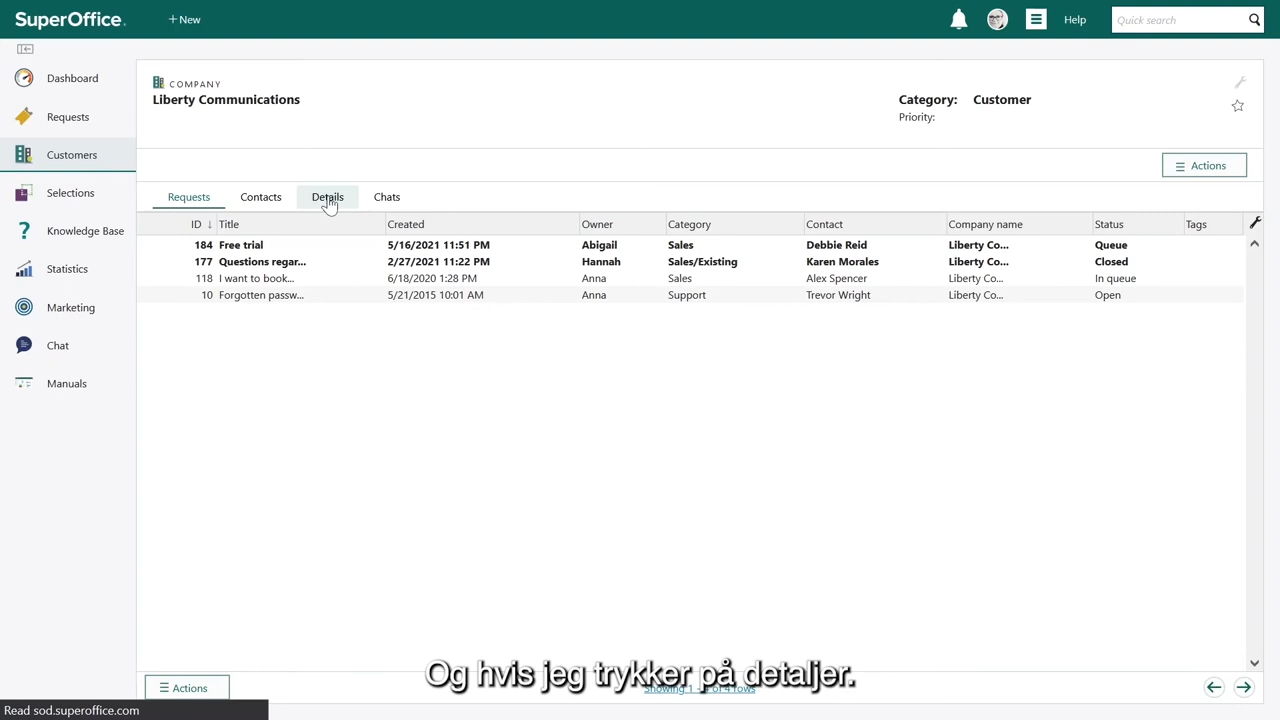 SuperOffice.
+ New
Help
Quick search
Dashboard
Requests
Customers
Selections
Knowledge Base
Statistics
Marketing
Chat
Manuals
COMPANY
Liberty Communications
Category: Customer
Priority:
Actions
Requests Contacts Details Chats
ID ↓ Title Created Owner Category Contact Company name Status Tags
184 Free trial 5/16/2021 11:51 PM Abigail Sales Debbie Reid Liberty Co... Queue
177 Questions regar... 2/27/2021 11:22 PM Hannah Sales/Existing Karen Morales Liberty Co... Closed
118 I want to book... 6/18/2020 1:28 PM Anna Sales Alex Spencer Liberty Co... In queue
10 Forgotten passw... 5/21/2015 10:01 AM Anna Support Trevor Wright Liberty Co... Open
Og hvis jeg trykker på detaljer.
Actions
Showing 1 - 4 of 4 rows
Read sod.superoffice.com